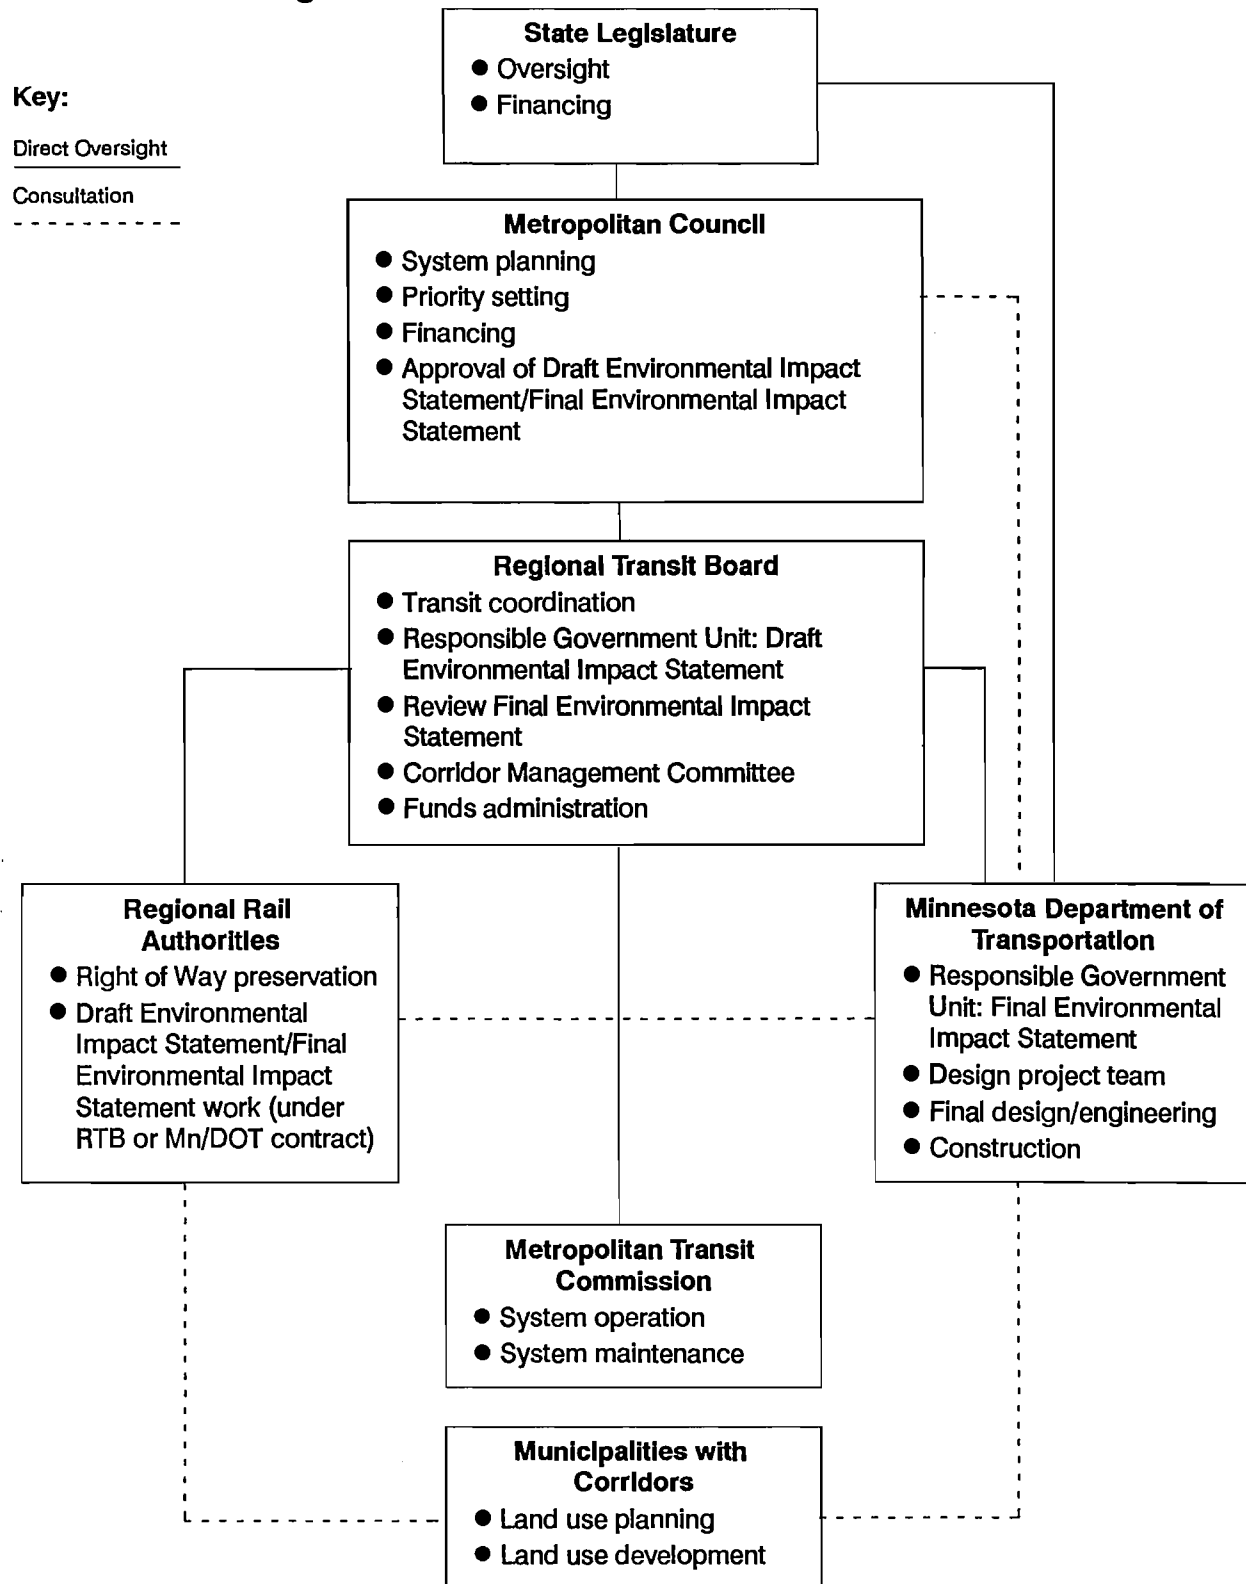 State Legislature
● Oversight
● Financing
Key:
Direct Oversight
Consultation
Metropolitan Council
● System planning
● Priority setting
● Financing
● Approval of Draft Environmental Impact
Statement/Final Environmental Impact
Statement
Regional Transit Board
● Transit coordination
● Responsible Government Unit: Draft
Environmental Impact Statement
● Review Final Environmental Impact
Statement
● Corridor Management Committee
● Funds administration
Regional Rail
Authorities
● Right of Way preservation
● Draft Environmental
Impact Statement/Final
Environmental Impact
Statement work (under
RTB or Mn/DOT contract)
Minnesota Department of
Transportation
● Responsible Government
Unit: Final Environmental
Impact Statement
● Design project team
● Final design/engineering
● Construction
Metropolitan Transit
Commission
● System operation
● System maintenance
Municipalities with
Corridors
● Land use planning
● Land use development